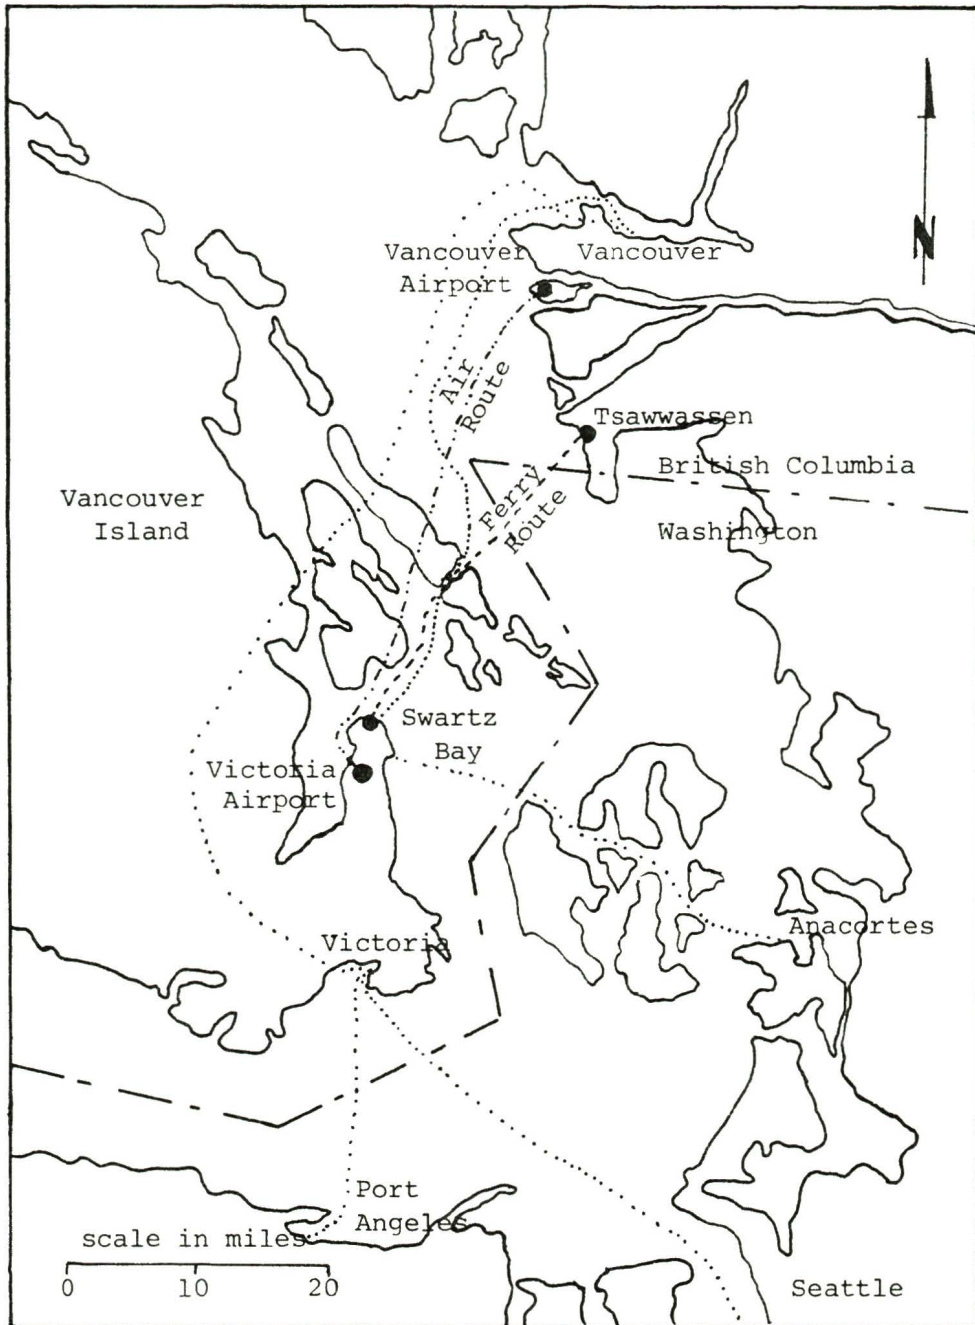 N
Vancouver
Airport
Vancouver
Air
Route
Tsawwassen
British Columbia
Ferry
Route
Washington
Vancouver
Island
Swartz
Bay
Victoria
Airport
Anacortes
Victoria
Port
Angeles
scale in miles
0 10 20
Seattle